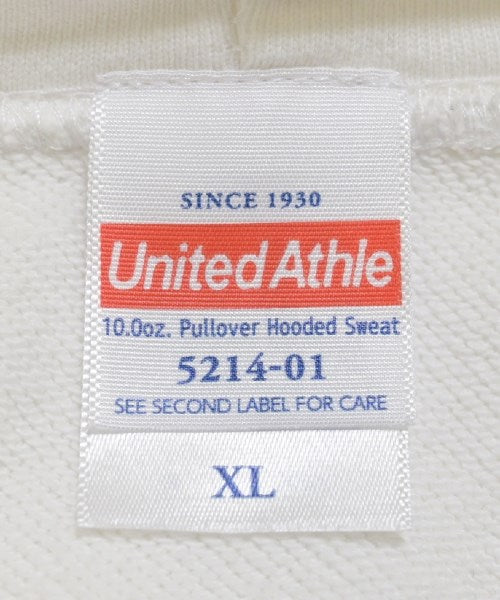 SINCE 1930
United Athle
10.0oz. Pullover Hooded Sweat
5214-01
SEE SECOND LABEL FOR CARE
XL